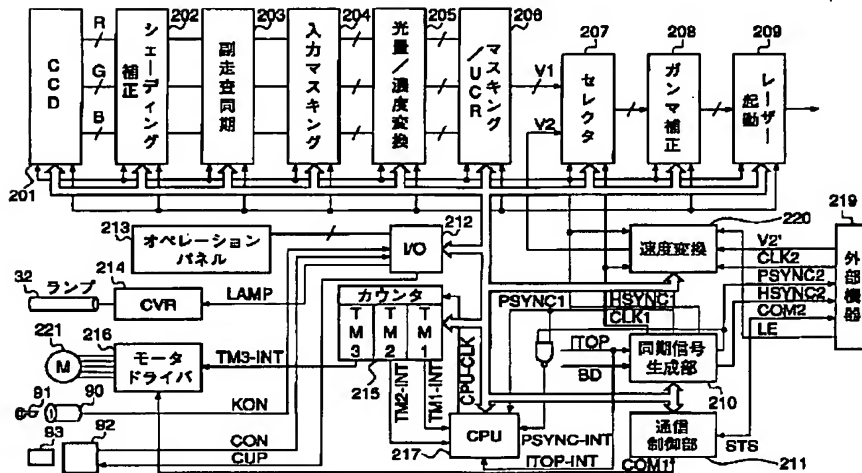 202
203
204
205
206
207
208
209
R
G
B
CCD
シェーディング補正
副走査同期
入力マスキング
光量/濃度変換
マスキング/UCR
V1
V2
セレクタ
ガンマ補正
レーザー起動
201
212
213
オペレーションパネル
I/O
220
速度変換
219
外部機器
V2'
CLK2
PSYNC2
HSYNC2
COM2
LE
32
ランプ
214
CVR
LAMP
カウンタ
TM3
TM2
TM1
215
CPU-CLK
PSYNC1
HSYNC
CLK1
221
M
216
モータドライバ
TM3-INT
TM2-INT
TM1-INT
ITOP
BD
同期信号生成部
210
91
90
KON
93
92
CON
CUP
217
CPU
PSYNC-INT
ITOP-INT
通信制御部
211
COM1
STS